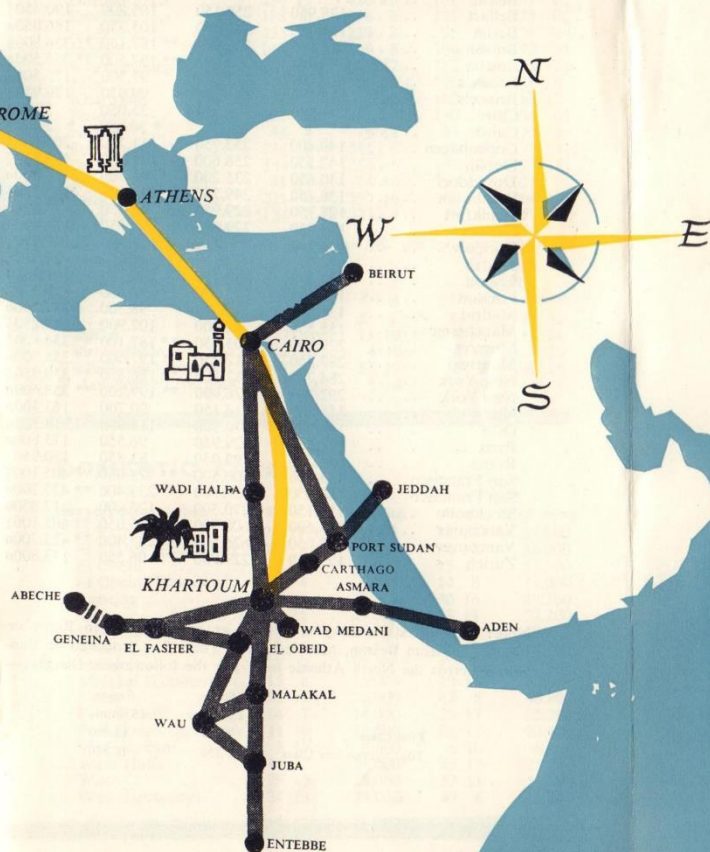 N
ROME
ATHENS
W
E
BEIRUT
CAIRO
S
WADI HALFA
JEDDAH
PORT SUDAN
CARTHAGO
KHARTOUM
ASMARA
ABECHE
GENEINA
EL FASHER
EL OBEID
WAD MEDANI
ADEN
MALAKAL
WAU
JUBA
ENTEBBE